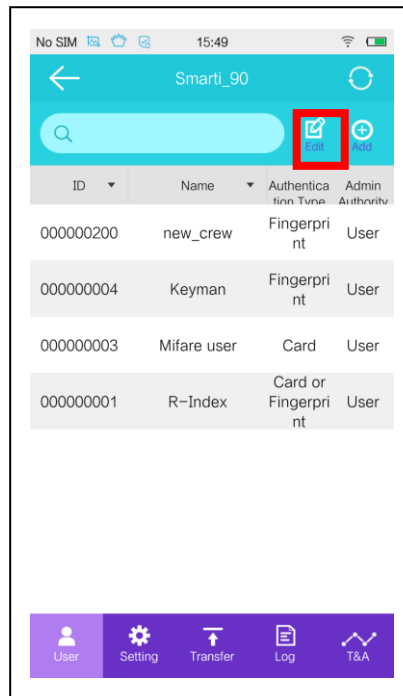 No SIM 15:49
Smarti_90
Edit Add
ID Name Authentica Admin
tion Type Authority
000000200 new_crew Fingerpri User
nt
000000004 Keyman Fingerpri User
nt
000000003 Mifare user Card User
Card or
000000001 R-Index Fingerpri User
nt
User Setting Transfer Log T&A